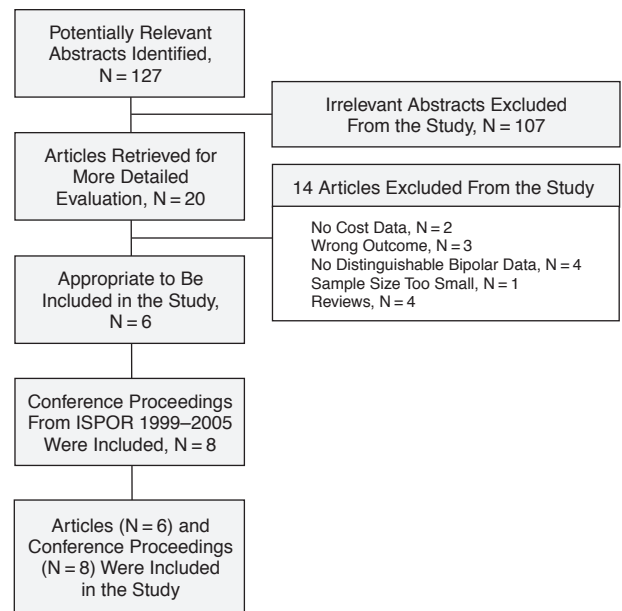 Potentially Relevant
Abstracts Identified,
N = 127
Irrelevant Abstracts Excluded
From the Study, N = 107
Articles Retrieved for
More Detailed
Evaluation, N = 20
14 Articles Excluded From the Study
No Cost Data, N = 2
Wrong Outcome, N = 3
No Distinguishable Bipolar Data, N = 4
Sample Size Too Small, N = 1
Reviews, N = 4
Appropriate to Be
Included in the Study,
N = 6
Conference Proceedings
From ISPOR 1999–2005
Were Included, N = 8
Articles (N = 6) and
Conference Proceedings
(N = 8) Were Included
in the Study